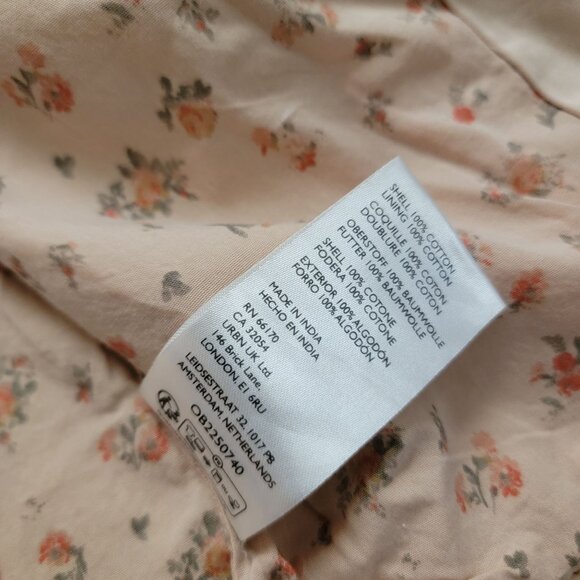 SHELL 100% COTTON
LINING 100% COTTON
COQUILLE 100% COTON
DOUBLURE 100% COTON
OBERSTOFF 100% BAUMWOLLE
FUTTER 100% BAUMWOLLE
SHELL 100% COTONE
FODERA 100% COTONE
EXTERIOR 100% ALGODÓN
FORRO 100% ALGODÓN
MADE IN INDIA
HECHO EN INDIA
RN 66170
CA 32054
URBN UK Ltd
146 Brick Lane,
LONDON, E1 6RU
LEIDSESTRAAT 32, 1017 PB
AMSTERDAM, NETHERLANDS
OB2250740